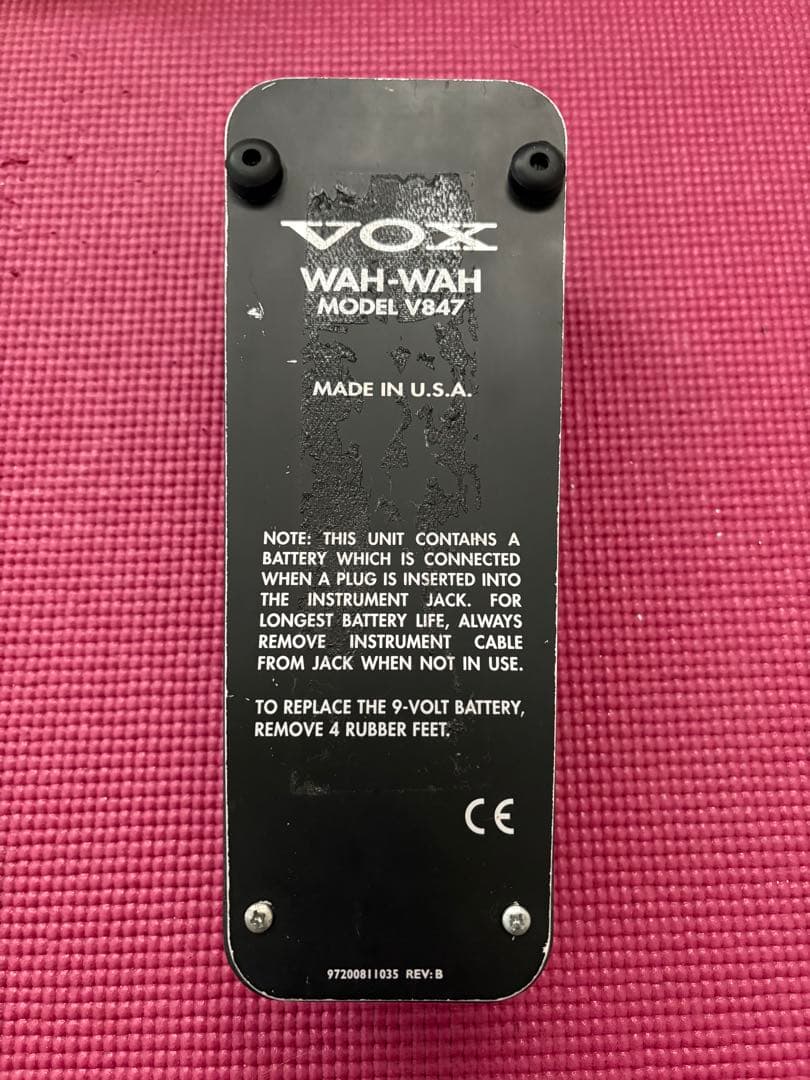 VOX
WAH-WAH
MODEL V847
MADE IN U.S.A.
NOTE: THIS UNIT CONTAINS A
BATTERY WHICH IS CONNECTED
WHEN A PLUG IS INSERTED INTO
THE INSTRUMENT JACK. FOR
LONGEST BATTERY LIFE, ALWAYS
REMOVE INSTRUMENT CABLE
FROM JACK WHEN NOT IN USE.
TO REPLACE THE 9-VOLT BATTERY,
REMOVE 4 RUBBER FEET.
CE
97200811035 REV: B